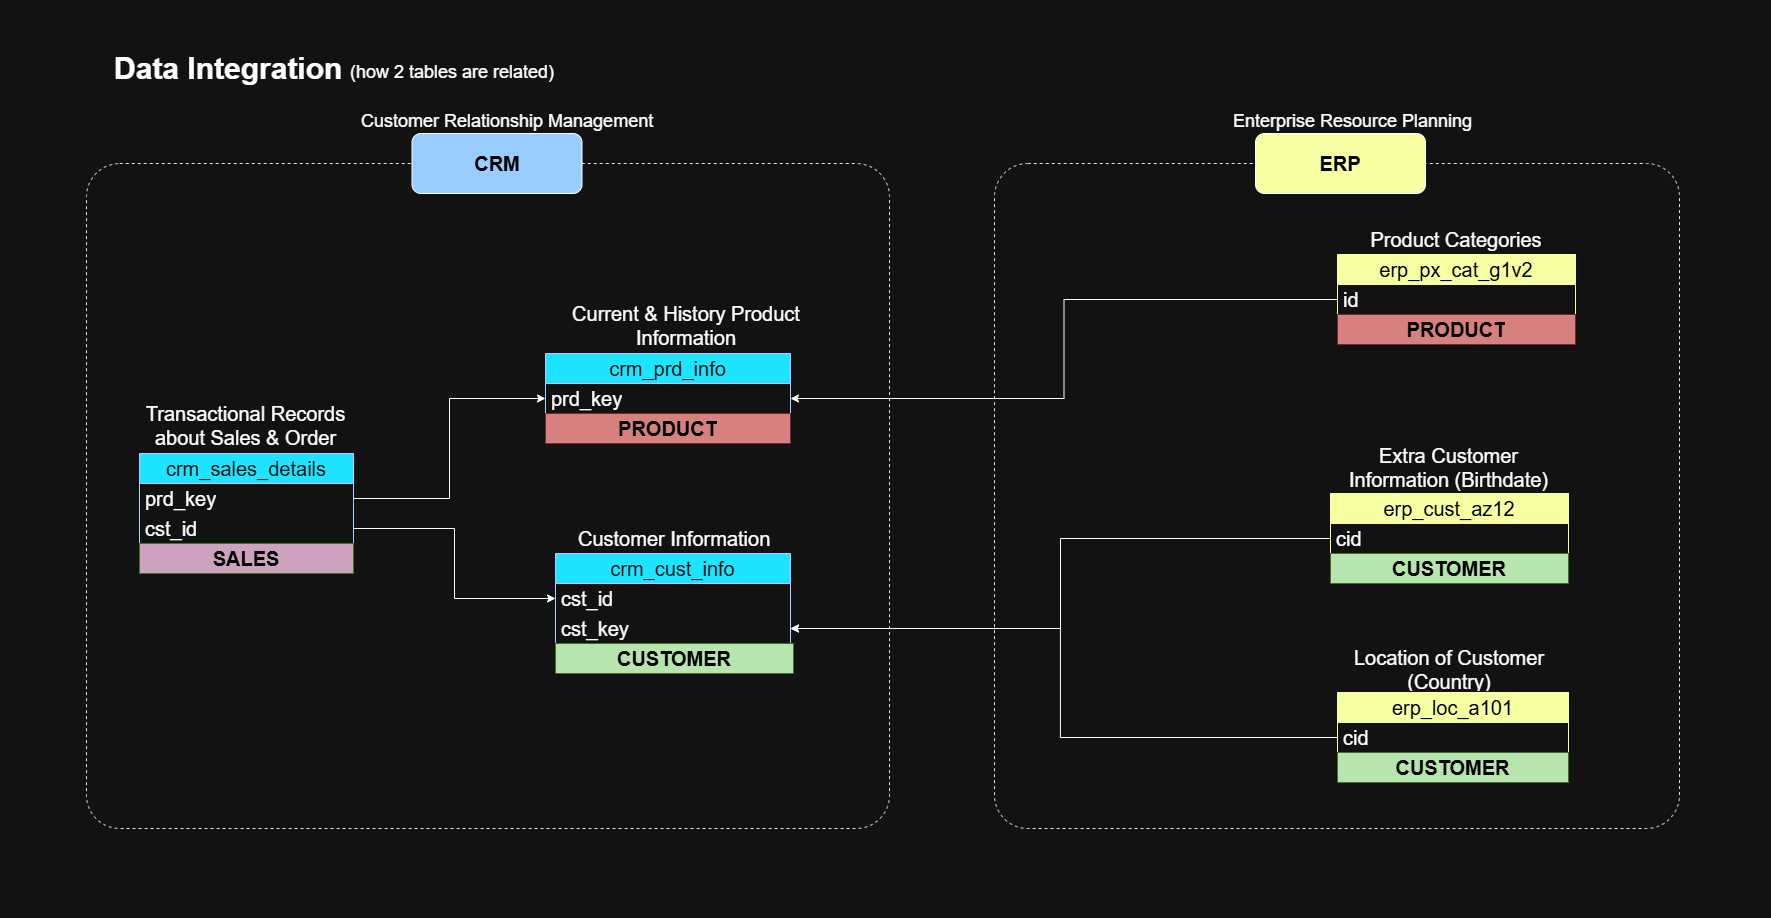 Data Integration (how 2 tables are related)
Customer Relationship Management
CRM
Transactional Records
about Sales & Order
crm_sales_details
prd_key
cst_id
SALES
Current & History Product
Information
crm_prd_info
prd_key
PRODUCT
Customer Information
crm_cust_info
cst_id
cst_key
CUSTOMER
Enterprise Resource Planning
ERP
Product Categories
erp_px_cat_g1v2
id
PRODUCT
Extra Customer
Information (Birthdate)
erp_cust_az12
cid
CUSTOMER
Location of Customer
(Country)
erp_loc_a101
cid
CUSTOMER